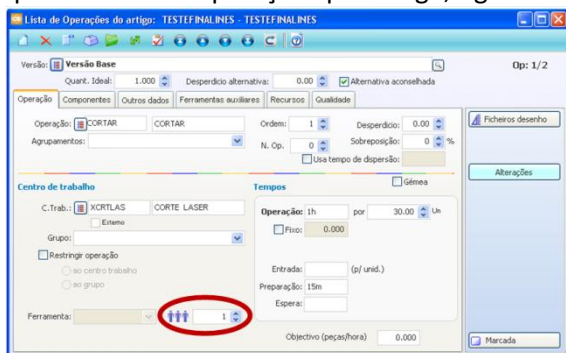 Lista de Operações do artigo: TESTEFINALINES - TESTEFINALINES
Versão: Versão Base Op: 1/2
Quant. Ideal: 1.000 Desperdicio alternativa: 0.00 Alternativa aconselhada
Operação Componentes Outros dados Ferramentas auxiliares Recursos Qualidade
Operação: CORTAR CORTAR Ordem: 1 Desperdicio: 0.00 Ficheiros desenho
Agrupamentos: N. Op. 0 Sobreposição: 0 %
Usa tempo de dispersão:
Alterações
Centro de trabalho Tempos Gémea
C.Trab.: XCRTLAS CORTE LASER Operação: 1h por 30.00 Un
Externo Fixo: 0.000
Grupo:
Restringir operação
ao centro trabalho Entrada: (p/ unid.)
ao grupo Preparação: 15m
Espera:
Ferramenta: 1
Objectivo (peças/hora) 0.000 Marcada